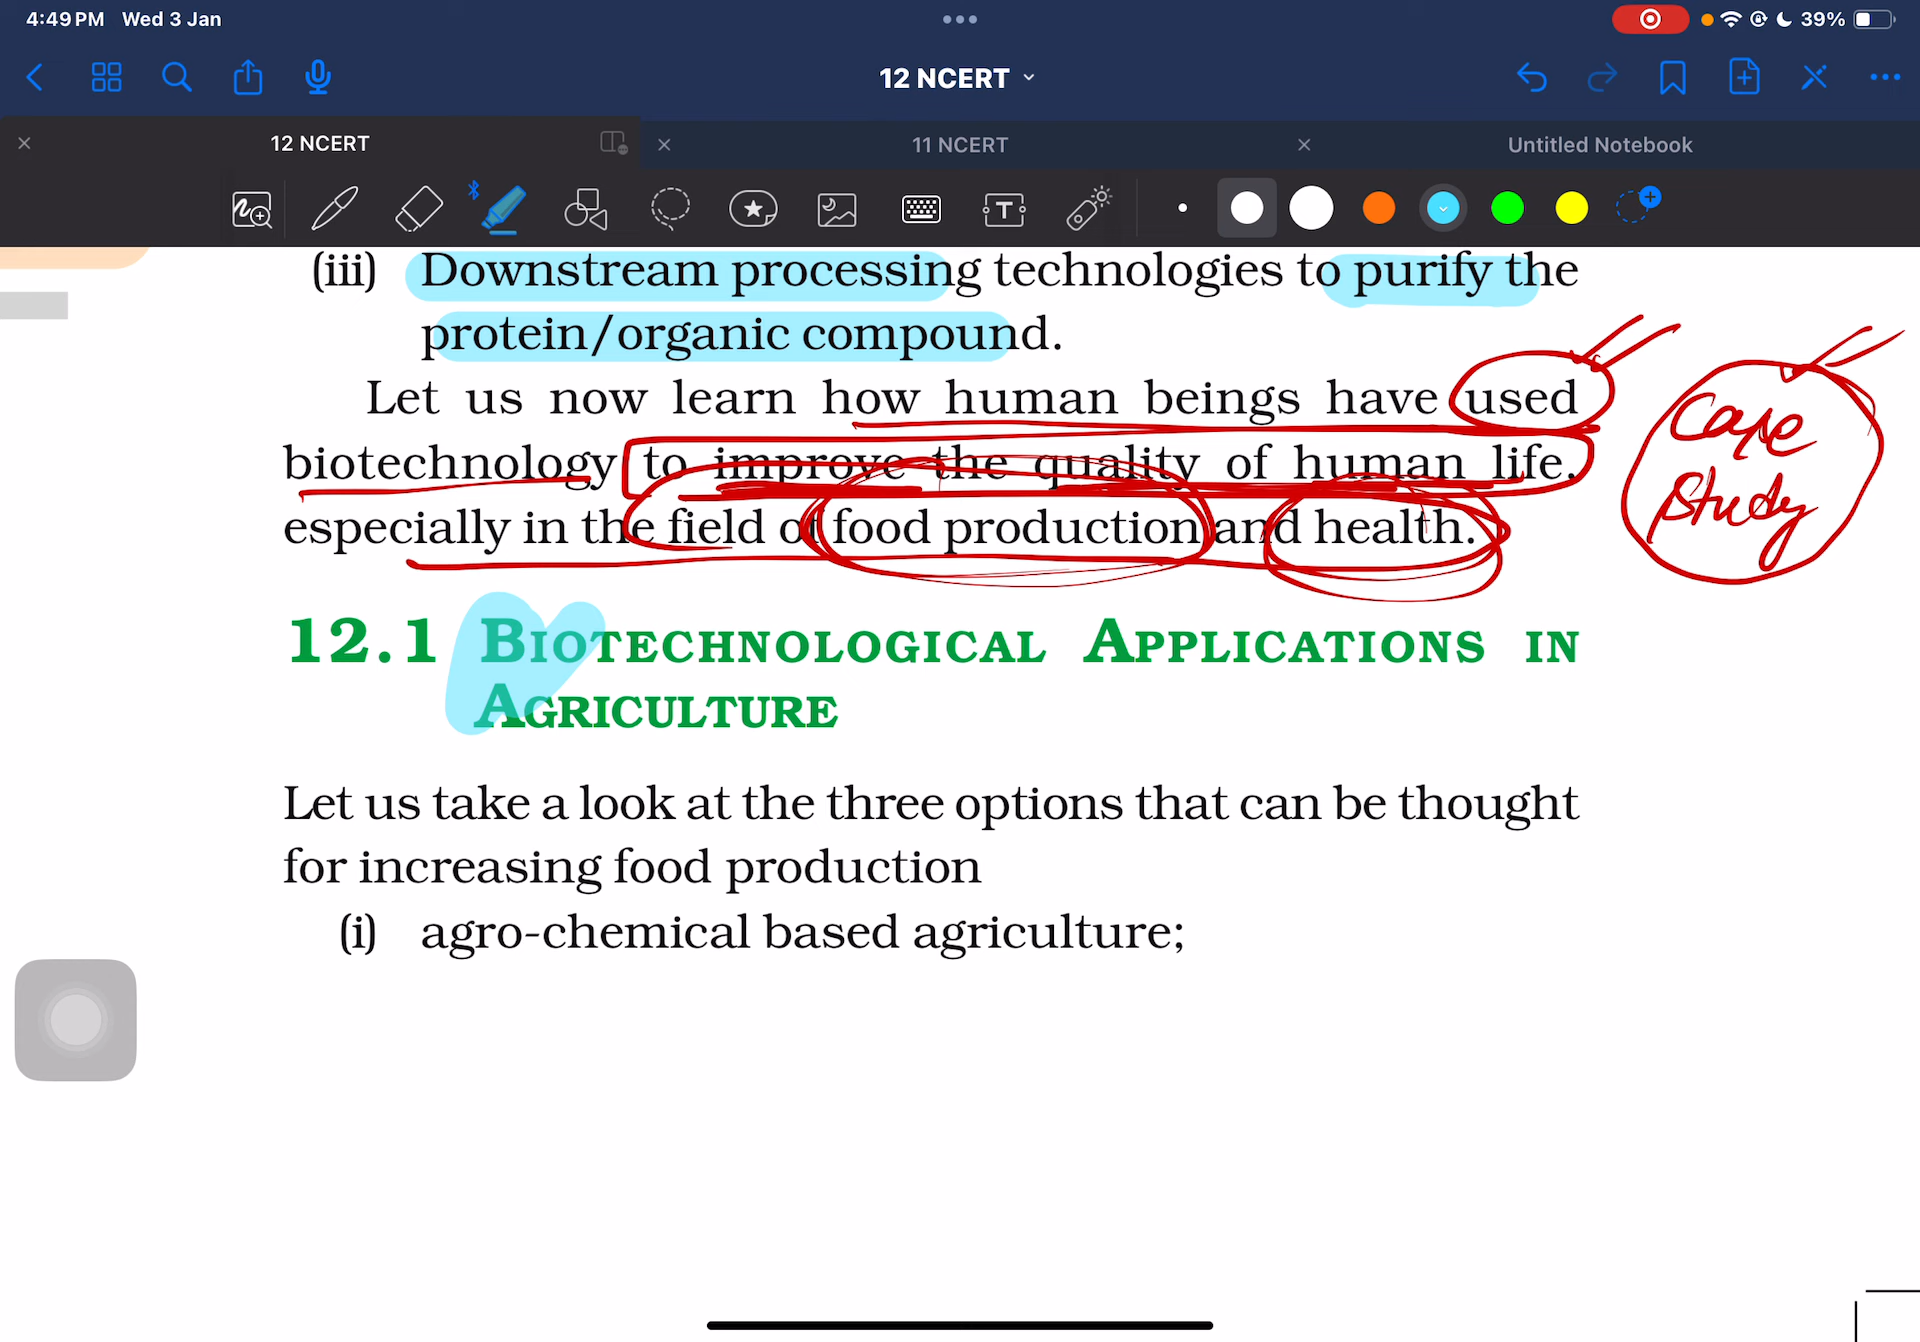 4:49 PM Wed 3 Jan
39%
12 NCERT
12 NCERT
11 NCERT
Untitled Notebook
(iii) Downstream processing technologies to purify the
protein/organic compound.
Let us now learn how human beings have used
biotechnology to improve the quality of human life,
especially in the field of food production and health.
Case
Study
12.1 BIOTECHNOLOGICAL APPLICATIONS IN
AGRICULTURE
Let us take a look at the three options that can be thought
for increasing food production
(i) agro-chemical based agriculture;